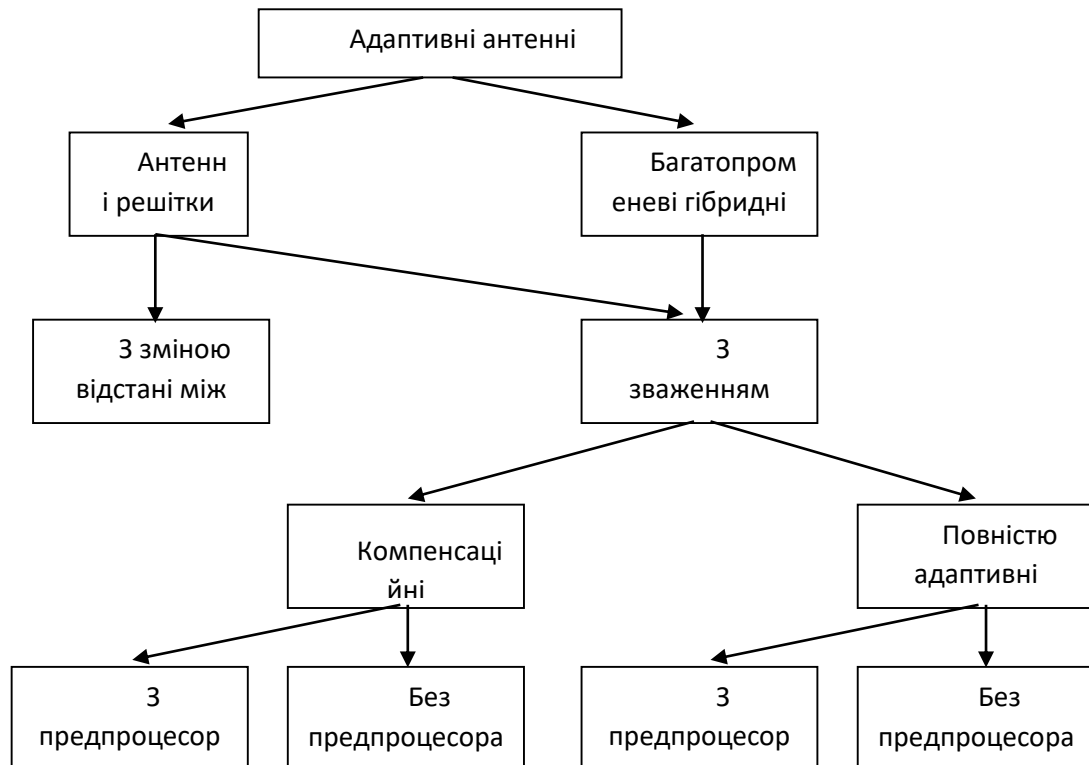 Адаптивні антенні
Антенн
і решітки
Багатопром
еневі гібридні
З зміною
відстані між
З
зваженням
Компенсаці
йні
Повністю
адаптивні
З
предпроцесор
Без
предпроцесора
З
предпроцесор
Без
предпроцесора